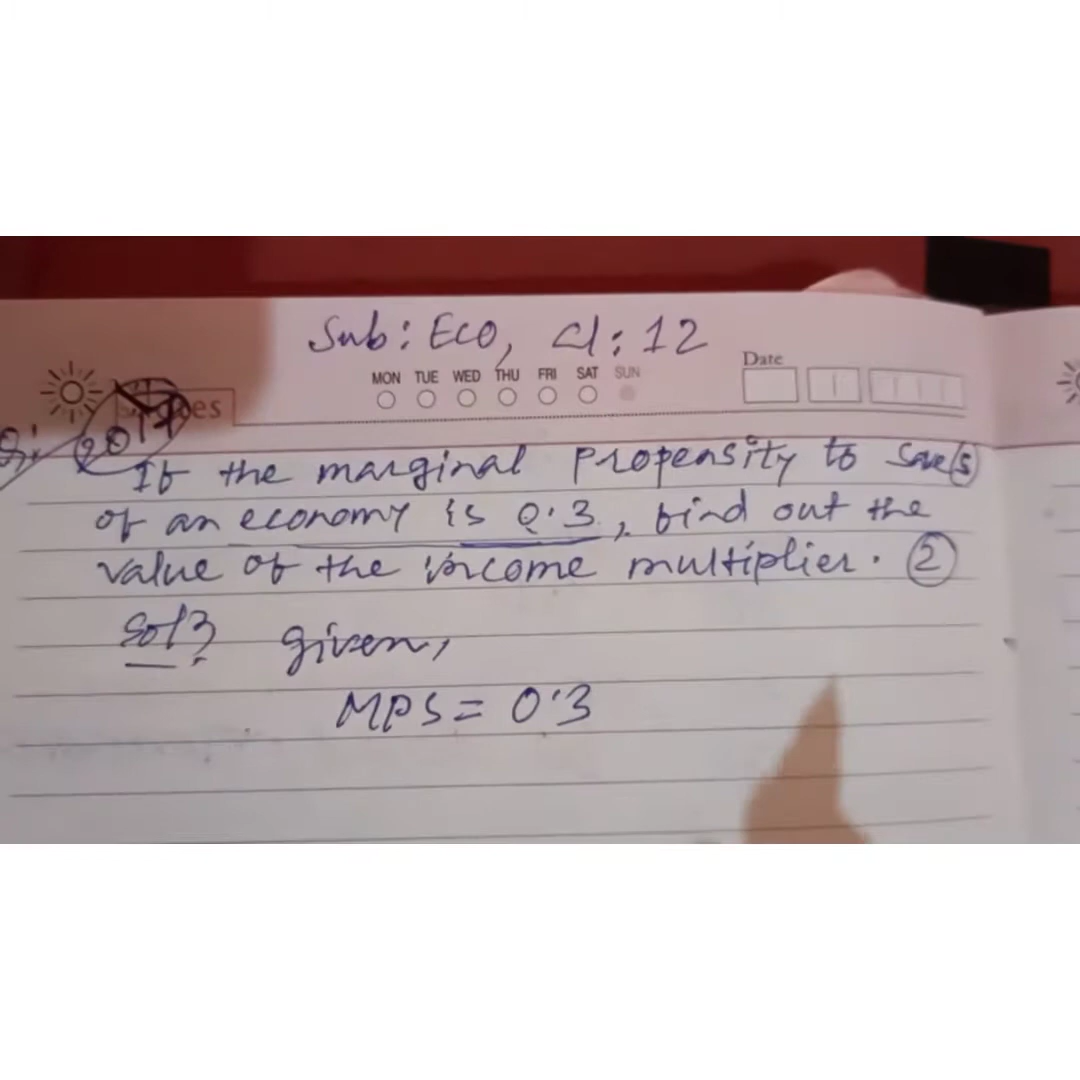 Sub: Eco, Cl: 12
MON TUE WED THU FRI SAT SUN
Date
2017
If the marginal propensity to save(s)
of an economy is 0.3, find out the
value of the income multiplier. (2)
Soln. given,
MPS = 0.3